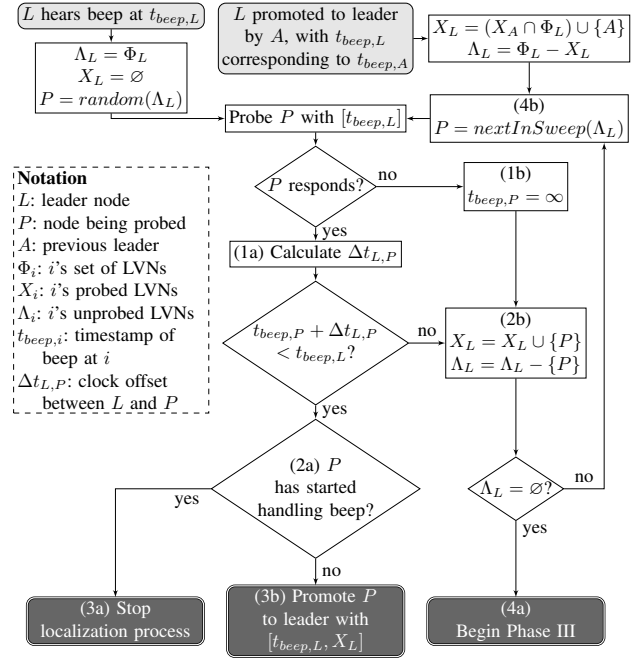 L hears beep at t_{beep,L}
L promoted to leader
by A, with t_{beep,L}
corresponding to t_{beep,A}
X_L = (X_A ∩ Φ_L) ∪ {A}
Λ_L = Φ_L − X_L
Λ_L = Φ_L
X_L = ∅
P = random(Λ_L)
Probe P with [t_{beep,L}]
(4b)
P = nextInSweep(Λ_L)
P responds?
no
yes
(1b)
t_{beep,P} = ∞
Notation
L: leader node
P: node being probed
A: previous leader
Φ_i: i's set of LVNs
X_i: i's probed LVNs
Λ_i: i's unprobed LVNs
t_{beep,i}: timestamp of
beep at i
Δt_{L,P}: clock offset
between L and P
(1a) Calculate Δt_{L,P}
t_{beep,P} + Δt_{L,P}
< t_{beep,L}?
no
yes
(2b)
X_L = X_L ∪ {P}
Λ_L = Λ_L − {P}
(2a) P
has started
handling beep?
yes
no
Λ_L = ∅?
no
yes
(3a) Stop
localization process
(3b) Promote P
to leader with
[t_{beep,L}, X_L]
(4a)
Begin Phase III